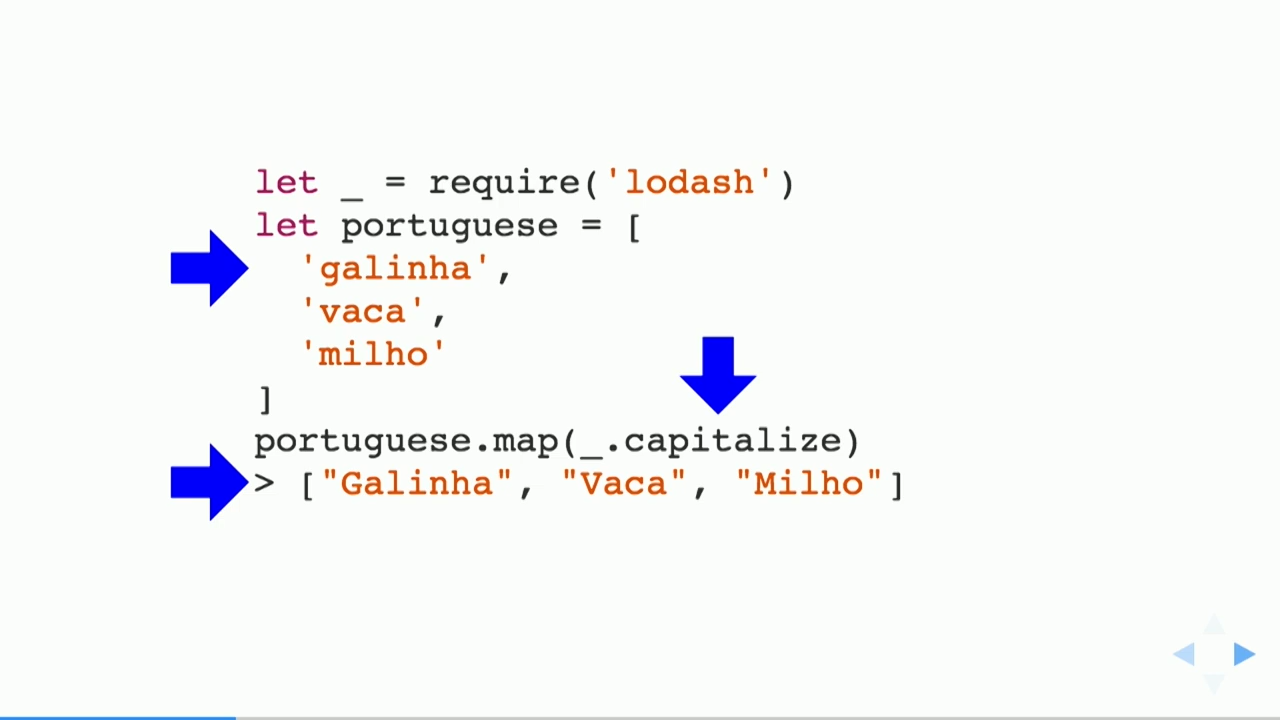 let _ = require('lodash')
let portuguese = [
  'galinha',
  'vaca',
  'milho'
]
portuguese.map(_.capitalize)
> ["Galinha", "Vaca", "Milho"]